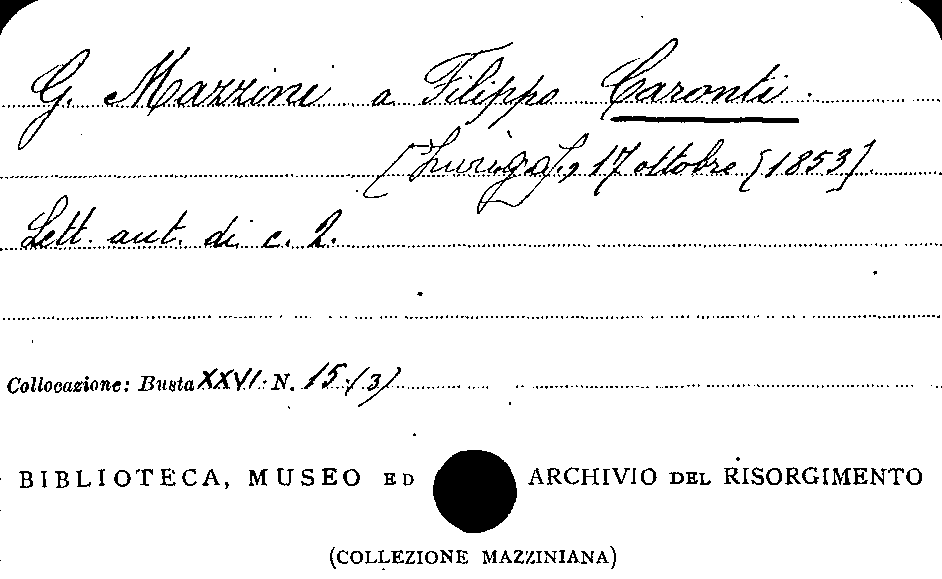 G. Mazzini a Filippo Caronti.
[Zurigo], 17 ottobre [1853].
Lett. aut. di c. 2.
Collocazione: Busta XXVI. N. 15 (3)
BIBLIOTECA, MUSEO ED ARCHIVIO DEL RISORGIMENTO
(COLLEZIONE MAZZINIANA)